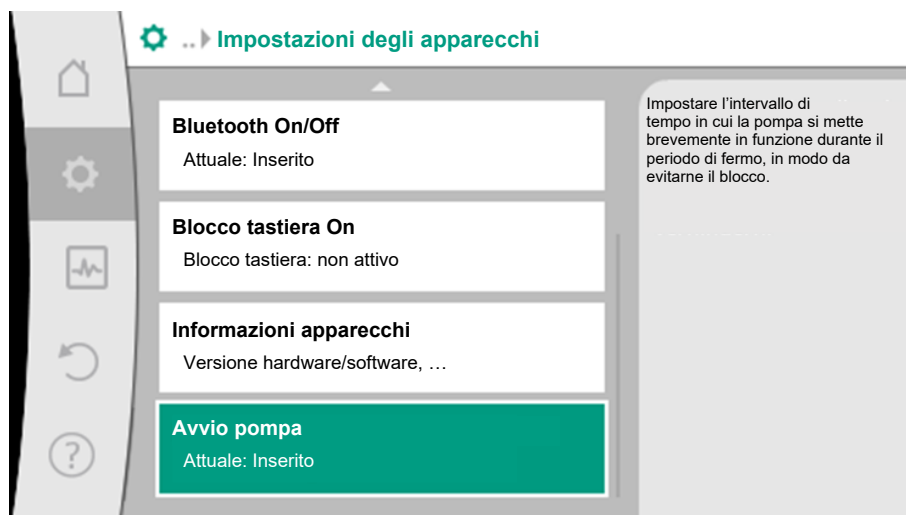 .. Impostazioni degli apparecchi
Bluetooth On/Off
Attuale: Inserito
Blocco tastiera On
Blocco tastiera: non attivo
Informazioni apparecchi
Versione hardware/software, …
Avvio pompa
Attuale: Inserito
Impostare l'intervallo di
tempo in cui la pompa si mette
brevemente in funzione durante il
periodo di fermo, in modo da
evitarne il blocco.
?